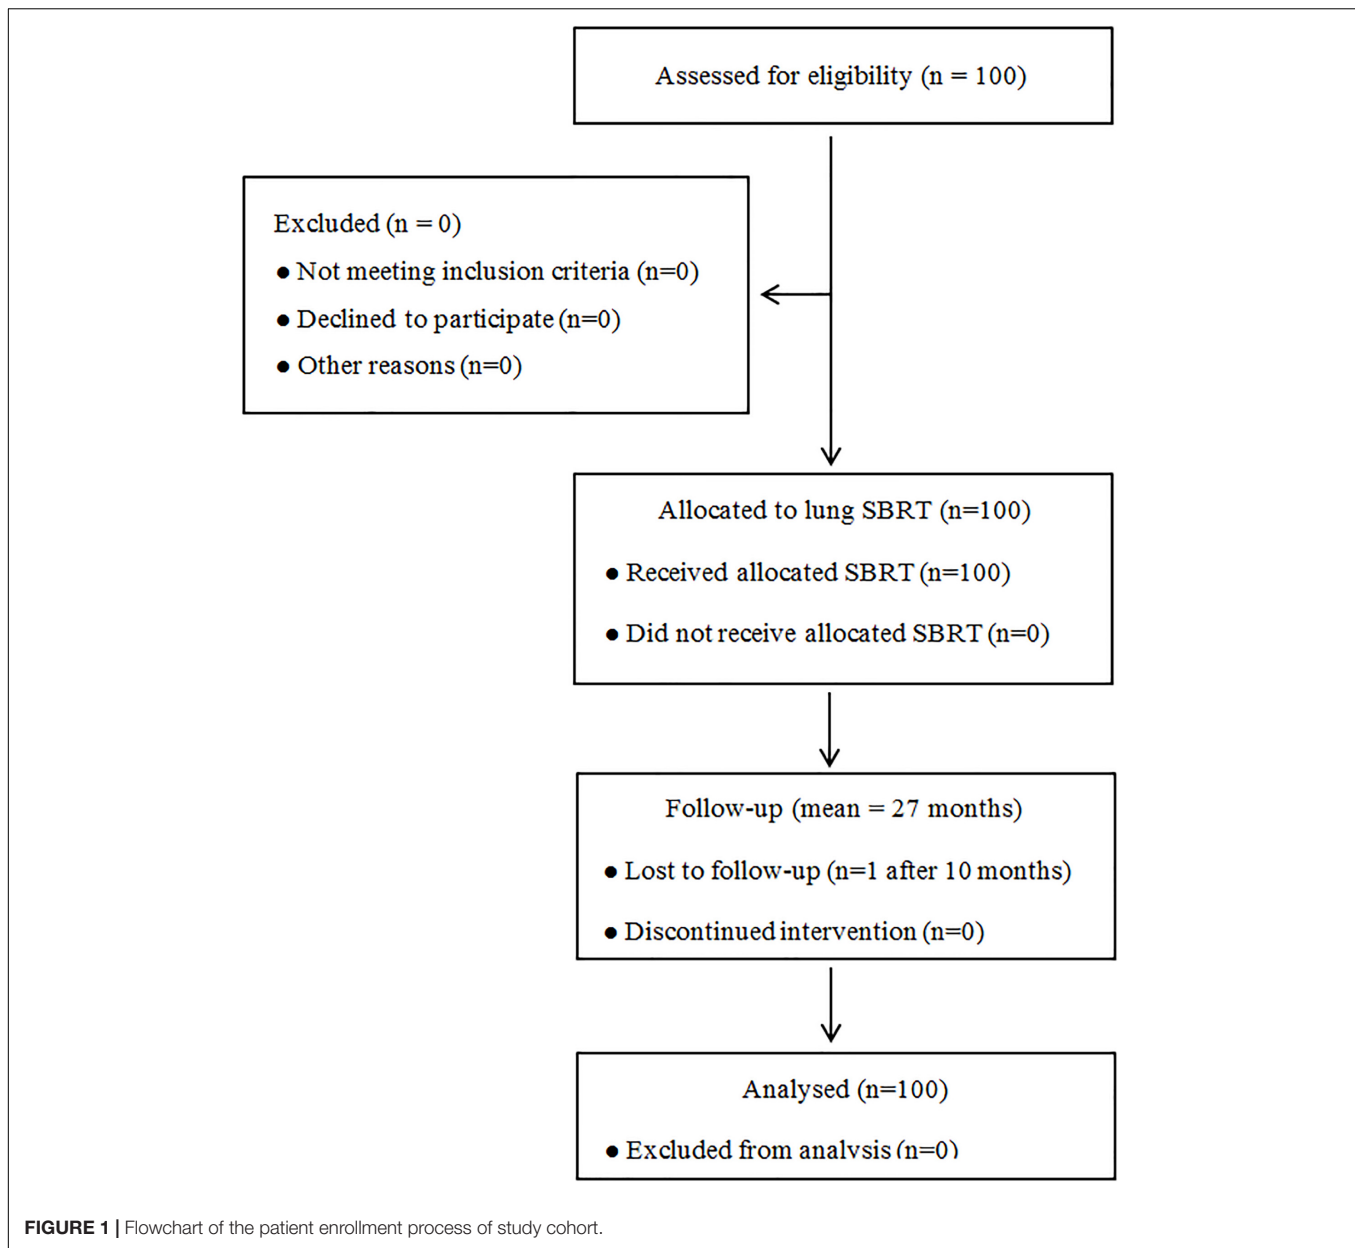 Assessed for eligibility (n = 100)
Excluded (n = 0)
● Not meeting inclusion criteria (n=0)
● Declined to participate (n=0)
● Other reasons (n=0)
Allocated to lung SBRT (n=100)
● Received allocated SBRT (n=100)
● Did not receive allocated SBRT (n=0)
Follow-up (mean = 27 months)
● Lost to follow-up (n=1 after 10 months)
● Discontinued intervention (n=0)
Analysed (n=100)
● Excluded from analysis (n=0)
FIGURE 1 | Flowchart of the patient enrollment process of study cohort.